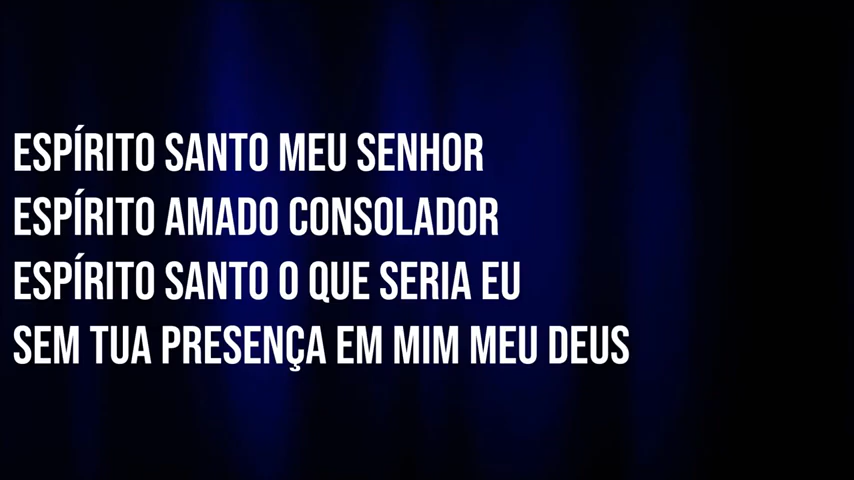 ESPÍRITO SANTO MEU SENHOR
ESPÍRITO AMADO CONSOLADOR
ESPÍRITO SANTO O QUE SERIA EU
SEM TUA PRESENÇA EM MIM MEU DEUS